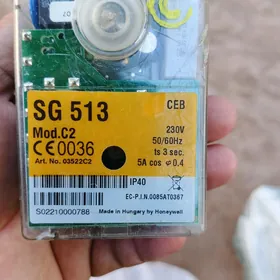 SG 513
CEB
Mod.C2
230V
CE 0036
50/60Hz
ts 3 sec.
Art. No. 03522C2
5A cos φ 0.4
IP40
EC-P.I.N.0085AT0367
S02210000788
Made in Hungary by Honeywell